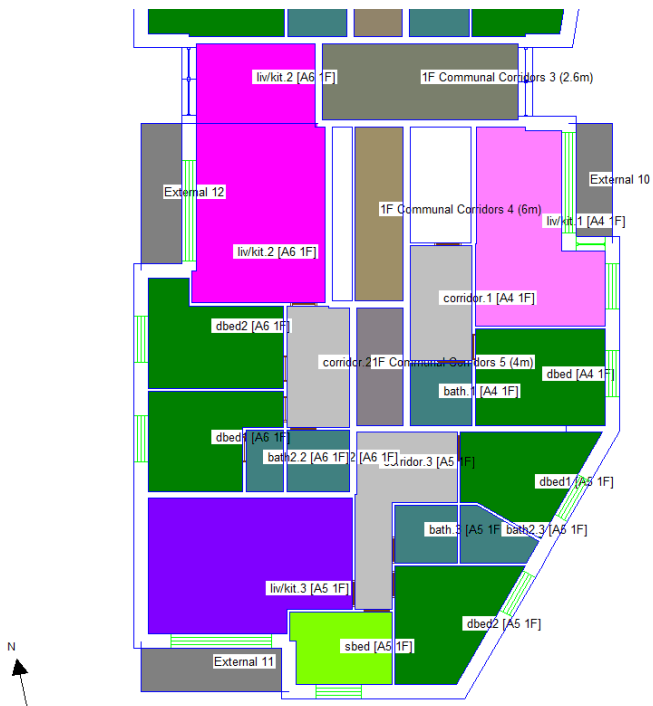 liv/kit.2 [A6 1F]
1F Communal Corridors 3 (2.6m)
External 12
External 10
1F Communal Corridors 4 (6m)
liv/kit.1 [A4 1F]
liv/kit.2 [A6 1F]
corridor.1 [A4 1F]
dbed2 [A6 1F]
corridor.2
1F Communal Corridors 5 (4m)
dbed [A4 1F]
bath.1 [A4 1F]
dbed1 [A6 1F]
bath2.2 [A6 1F]
2 [A6 1F]
corridor.3 [A5 1F]
dbed1 [A5 1F]
bath.3 [A5 1F
bath2.3 [A5 1F]
liv/kit.3 [A5 1F]
dbed2 [A5 1F]
sbed [A5 1F]
External 11
N